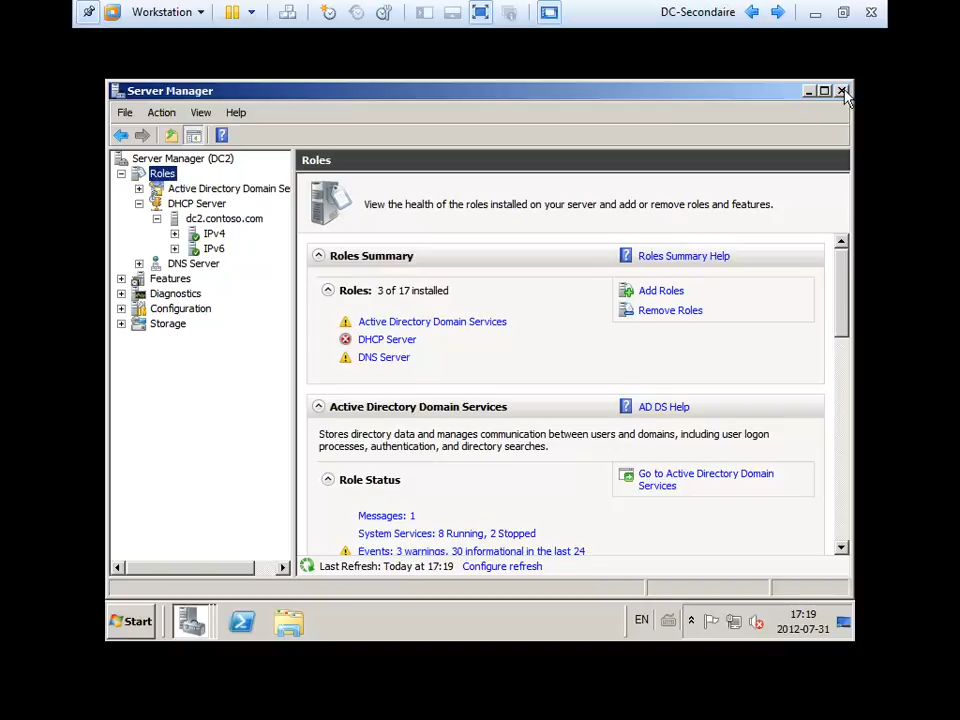 Workstation
DC-Secondaire
Server Manager
File Action View Help
Server Manager (DC2)
Roles
Active Directory Domain Se
DHCP Server
dc2.contoso.com
IPv4
IPv6
DNS Server
Features
Diagnostics
Configuration
Storage
Roles
View the health of the roles installed on your server and add or remove roles and features.
Roles Summary
Roles Summary Help
Roles: 3 of 17 installed
Add Roles
Remove Roles
Active Directory Domain Services
DHCP Server
DNS Server
Active Directory Domain Services
AD DS Help
Stores directory data and manages communication between users and domains, including user logon
processes, authentication, and directory searches.
Role Status
Go to Active Directory Domain
Services
Messages: 1
System Services: 8 Running, 2 Stopped
Events: 3 warnings, 30 informational in the last 24
Last Refresh: Today at 17:19 Configure refresh
Start
EN
17:19
2012-07-31